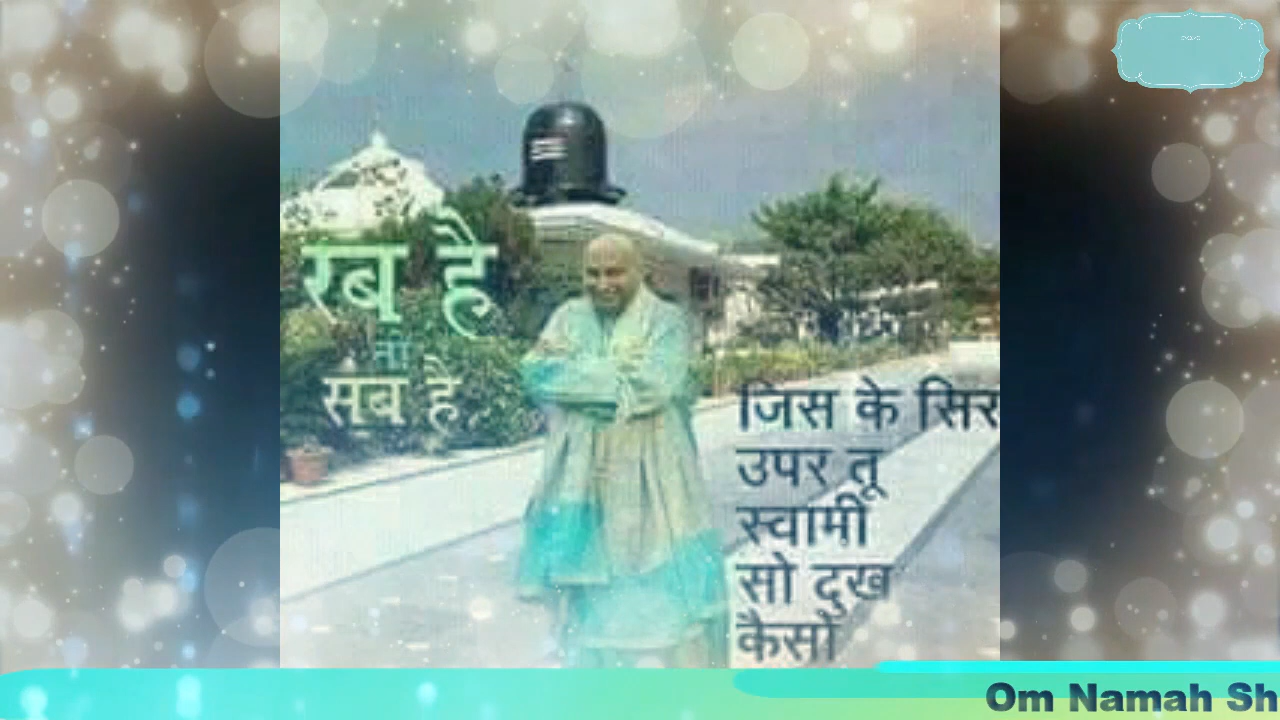 रब है
तो
सब है
जिस के सिर
उपर तू
स्वामी
सो दुख
कैसो
Om Namah Sh